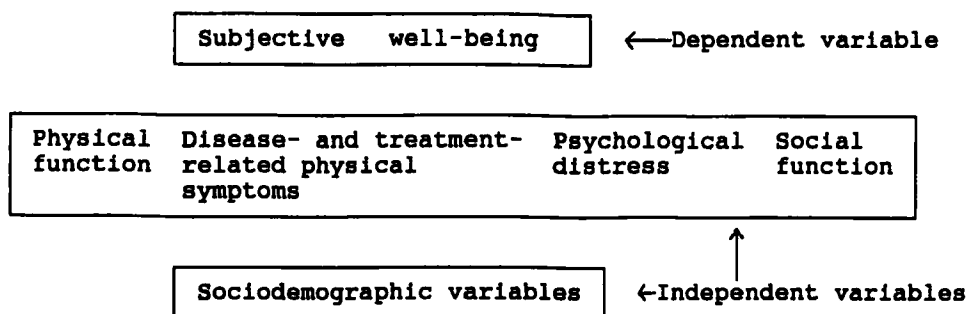 Subjective well-being ←Dependent variable
Physical function Disease- and treatment-related physical symptoms Psychological distress Social function
Sociodemographic variables ←Independent variables